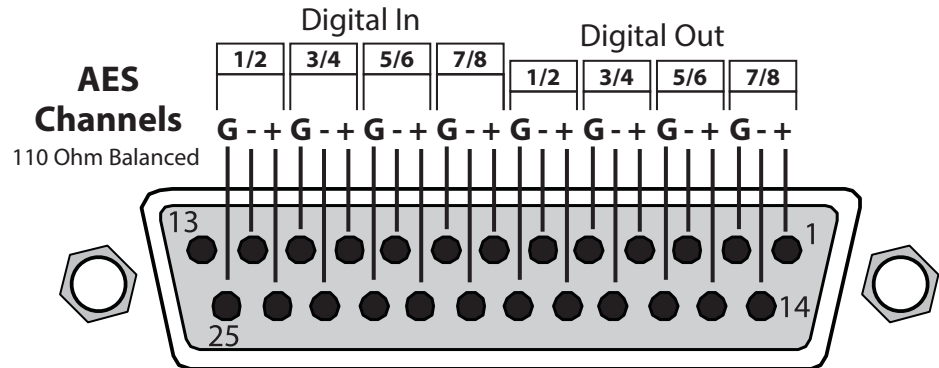 Digital In
Digital Out
1/2 3/4 5/6 7/8
1/2 3/4 5/6 7/8
AES
Channels
110 Ohm Balanced
G - + G - + G - + G - + G - + G - + G - + G - +
13
1
25
14